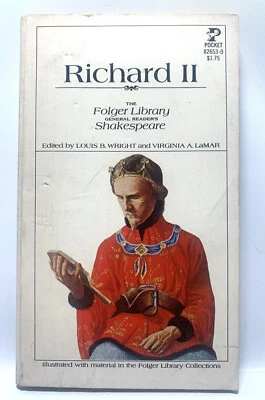 POCKET
82653-0
$1.75
Richard II
THE
Folger Library
GENERAL READER'S
Shakespeare
Edited by LOUIS B. WRIGHT and VIRGINIA A. LaMAR
illustrated with material in the Folger Library Collections